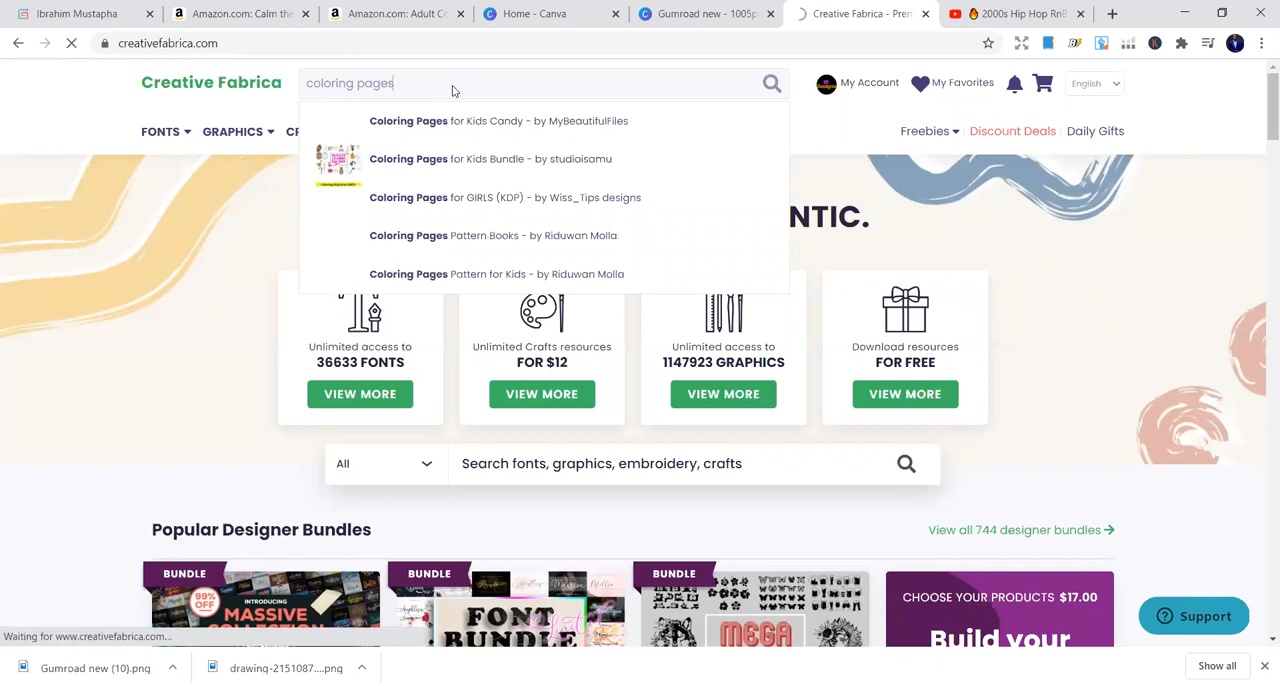 Ibrahim Mustapha
Amazon.com: Calm the
Amazon.com: Adult Co
Home - Canva
Gumroad new - 1005p
Creative Fabrica - Prem
🔥 2000s Hip Hop RnB
creativefabrica.com
Creative Fabrica
coloring pages
My Account
My Favorites
English
Coloring Pages for Kids Candy - by MyBeautifulFiles
FONTS
GRAPHICS
Freebies
Discount Deals
Daily Gifts
Coloring Pages for Kids Bundle - by studioisamu
Coloring Pages for GIRLS (KDP) - by Wiss_Tips designs
NTIC.
Coloring Pages Pattern Books - by Riduwan Molla
Coloring Pages Pattern for Kids - by Riduwan Molla
Unlimited access to
36633 FONTS
VIEW MORE
Unlimited Crafts resources
FOR $12
VIEW MORE
Unlimited access to
1147923 GRAPHICS
VIEW MORE
Download resources
FOR FREE
VIEW MORE
All
Search fonts, graphics, embroidery, crafts
Popular Designer Bundles
View all 744 designer bundles
BUNDLE
99%
OFF
INTRODUCING
MASSIVE
BUNDLE
FONT
BUNDLE
BUNDLE
MEGA
CHOOSE YOUR PRODUCTS $17.00
Build your
Support
Waiting for www.creativefabrica.com...
Gumroad new (10).png
drawing-2151087....png
Show all